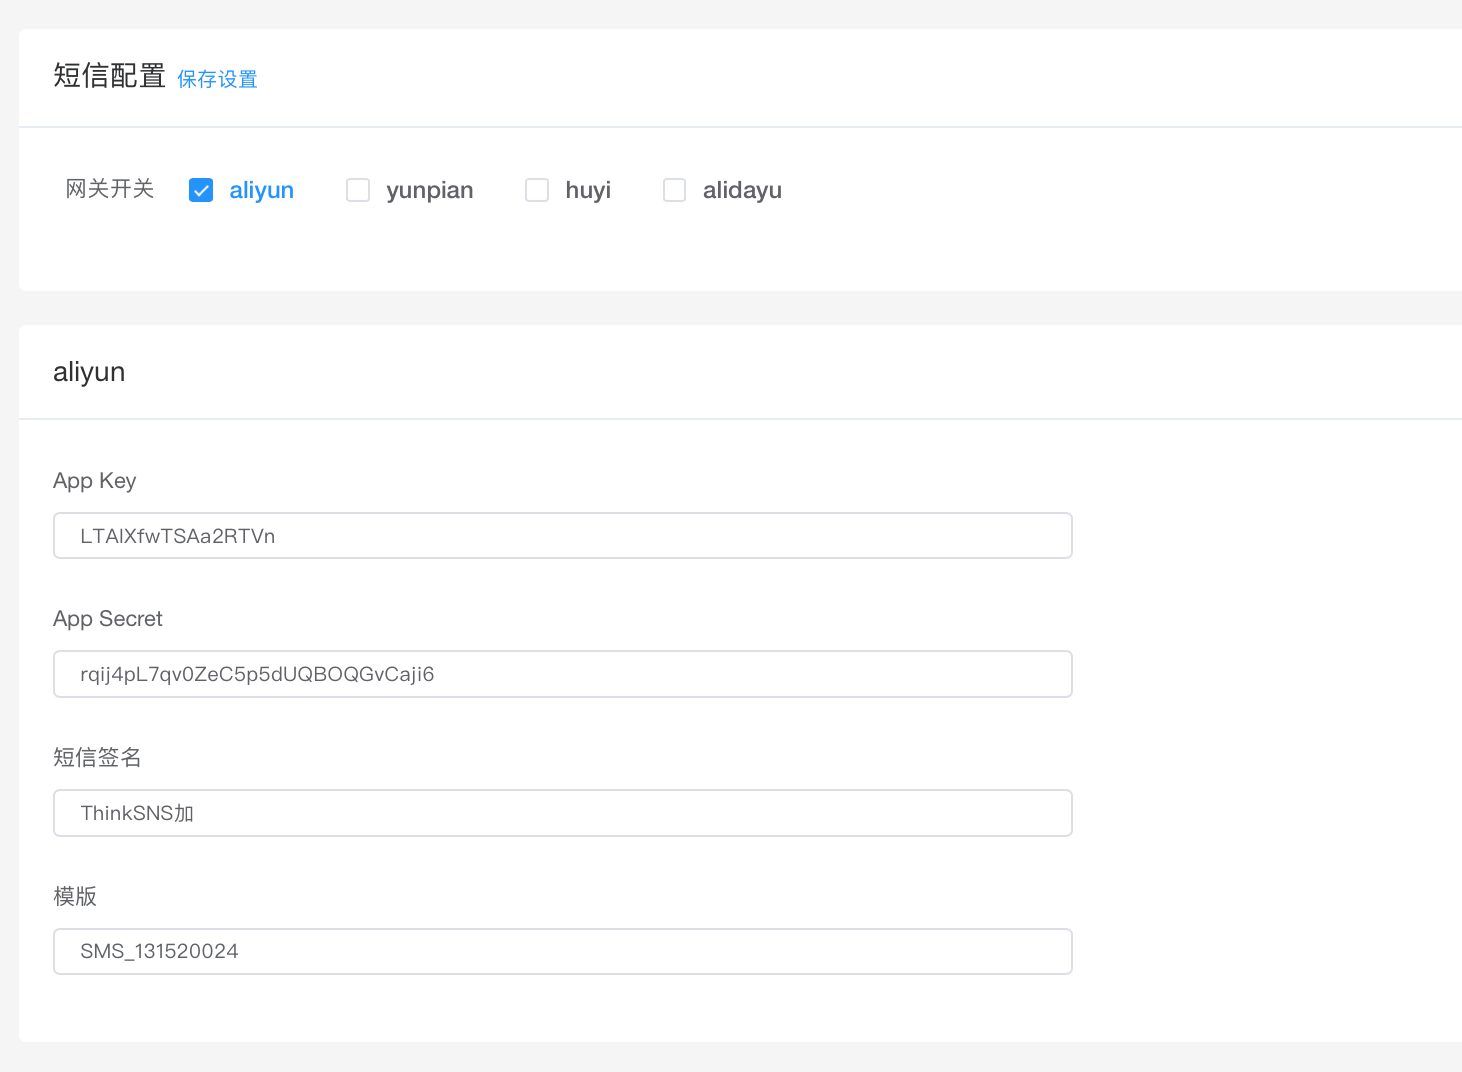 短信配置 保存设置
网关开关 aliyun yunpian huyi alidayu
aliyun
App Key
LTAIXfwTSAa2RTVn
App Secret
rqij4pL7qv0ZeC5p5dUQBOQGvCaji6
短信签名
ThinkSNS加
模版
SMS_131520024